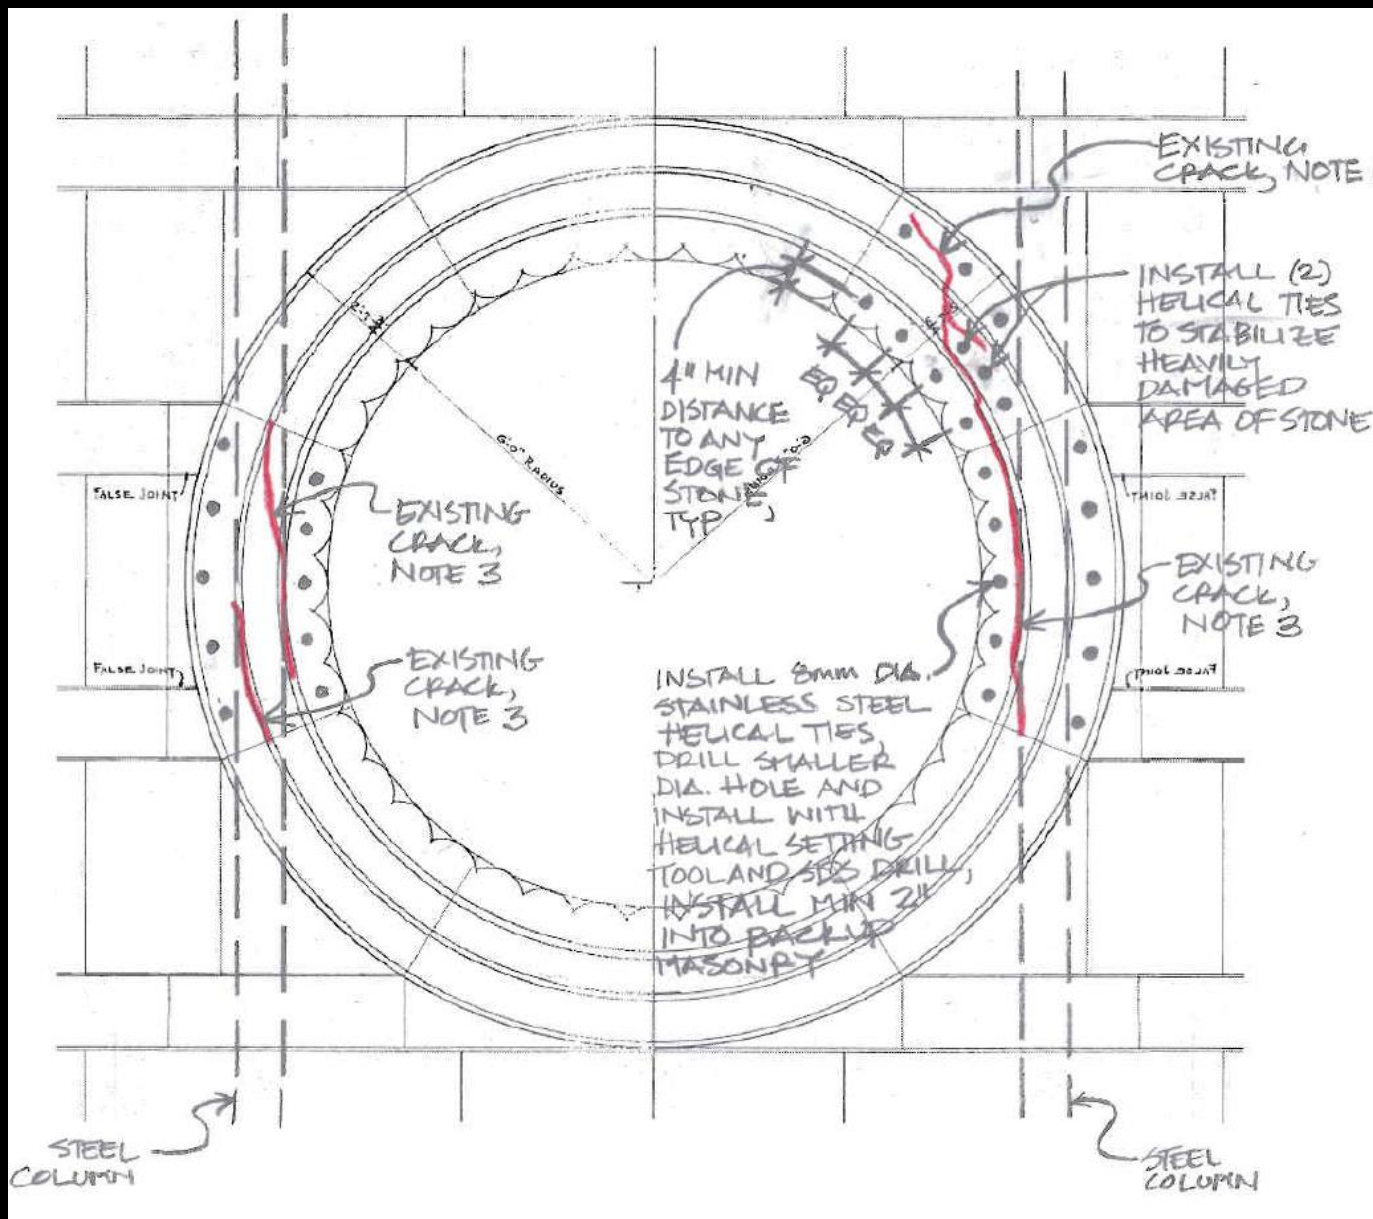 EXISTING
CRACK, NOTE
INSTALL (2)
HELICAL TIES
TO STABILIZE
HEAVILY
DAMAGED
AREA OF STONE
4" MIN
DISTANCE
TO ANY
EDGE OF
STONE,
TYP
EQ EQ EQ
6'-0" RADIUS
FALSE JOINT
FALSE JOINT
FALSE JOINT
FALSE JOINT
EXISTING
CRACK,
NOTE 3
EXISTING
CRACK,
NOTE 3
EXISTING
CRACK,
NOTE 3
INSTALL 8mm DIA.
STAINLESS STEEL
HELICAL TIES,
DRILL SMALLER
DIA. HOLE AND
INSTALL WITH
HELICAL SETTING
TOOL AND SDS DRILL,
INSTALL MIN 2"
INTO BACKUP
MASONRY
STEEL
COLUMN
STEEL
COLUMN